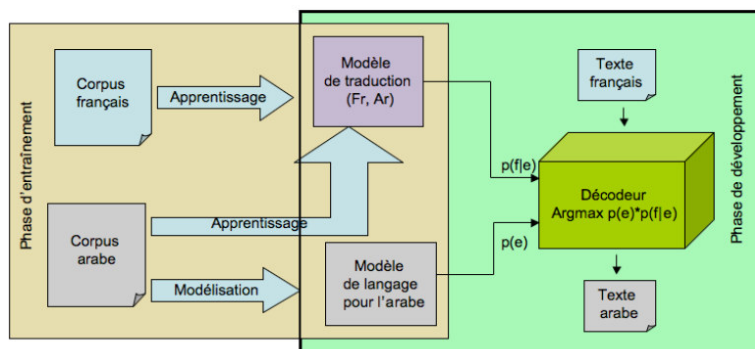 Phase d'entraînement
Corpus
français
Apprentissage
Modèle
de traduction
(Fr, Ar)
Corpus
arabe
Apprentissage
Modélisation
Modèle
de langage
pour l'arabe
p(f|e)
p(e)
Texte
français
Décodeur
Argmax p(e)*p(f|e)
Texte
arabe
Phase de développement